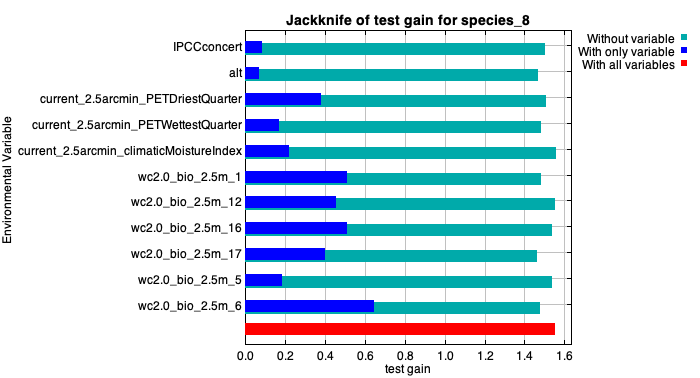 Jackknife of test gain for species_8
Without variable
With only variable
With all variables
Environmental Variable
IPCCconcert
alt
current_2.5arcmin_PETDriestQuarter
current_2.5arcmin_PETWettestQuarter
current_2.5arcmin_climaticMoistureIndex
wc2.0_bio_2.5m_1
wc2.0_bio_2.5m_12
wc2.0_bio_2.5m_16
wc2.0_bio_2.5m_17
wc2.0_bio_2.5m_5
wc2.0_bio_2.5m_6
0.0 0.2 0.4 0.6 0.8 1.0 1.2 1.4 1.6
test gain